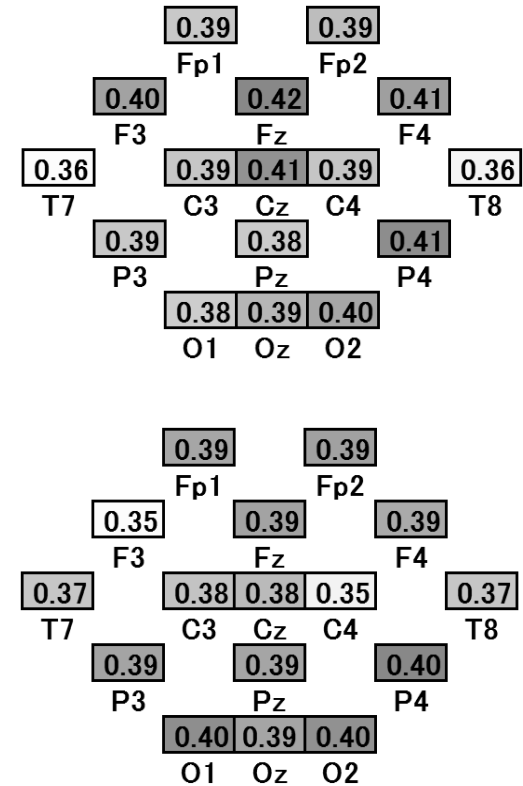 0.39 0.39
Fp1 Fp2
0.40 0.42 0.41
F3 Fz F4
0.36 0.39 0.41 0.39 0.36
T7 C3 Cz C4 T8
0.39 0.38 0.41
P3 Pz P4
0.38 0.39 0.40
O1 Oz O2
0.39 0.39
Fp1 Fp2
0.35 0.39 0.39
F3 Fz F4
0.37 0.38 0.38 0.35 0.37
T7 C3 Cz C4 T8
0.39 0.39 0.40
P3 Pz P4
0.40 0.39 0.40
O1 Oz O2